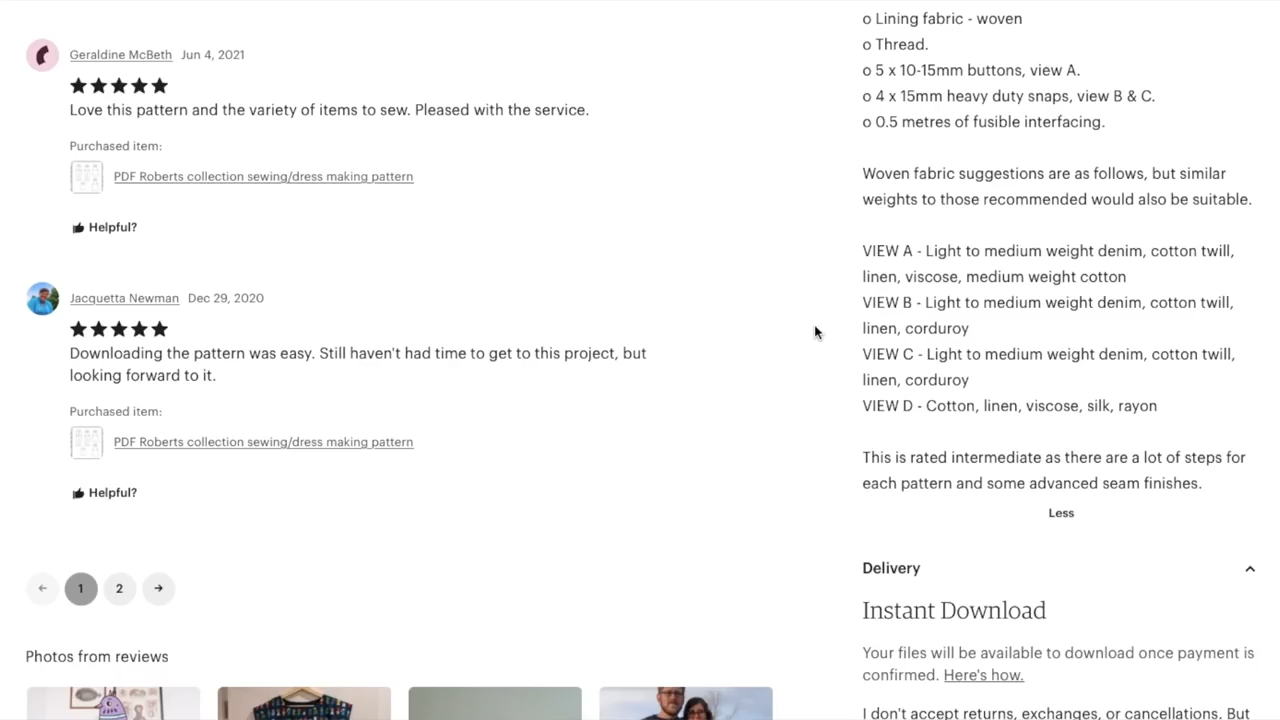 Geraldine McBeth Jun 4, 2021
Love this pattern and the variety of items to sew. Pleased with the service.
Purchased item:
PDF Roberts collection sewing/dress making pattern
Helpful?
Jacquetta Newman Dec 29, 2020
Downloading the pattern was easy. Still haven't had time to get to this project, but
looking forward to it.
Purchased item:
PDF Roberts collection sewing/dress making pattern
Helpful?
1
2
Photos from reviews
o Lining fabric - woven
o Thread.
o 5 x 10-15mm buttons, view A.
o 4 x 15mm heavy duty snaps, view B & C.
o 0.5 metres of fusible interfacing.
Woven fabric suggestions are as follows, but similar
weights to those recommended would also be suitable.
VIEW A - Light to medium weight denim, cotton twill,
linen, viscose, medium weight cotton
VIEW B - Light to medium weight denim, cotton twill,
linen, corduroy
VIEW C - Light to medium weight denim, cotton twill,
linen, corduroy
VIEW D - Cotton, linen, viscose, silk, rayon
This is rated intermediate as there are a lot of steps for
each pattern and some advanced seam finishes.
Less
Delivery
Instant Download
Your files will be available to download once payment is
confirmed. Here's how.
I don't accept returns, exchanges, or cancellations. But